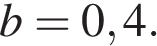 b = 0,4.